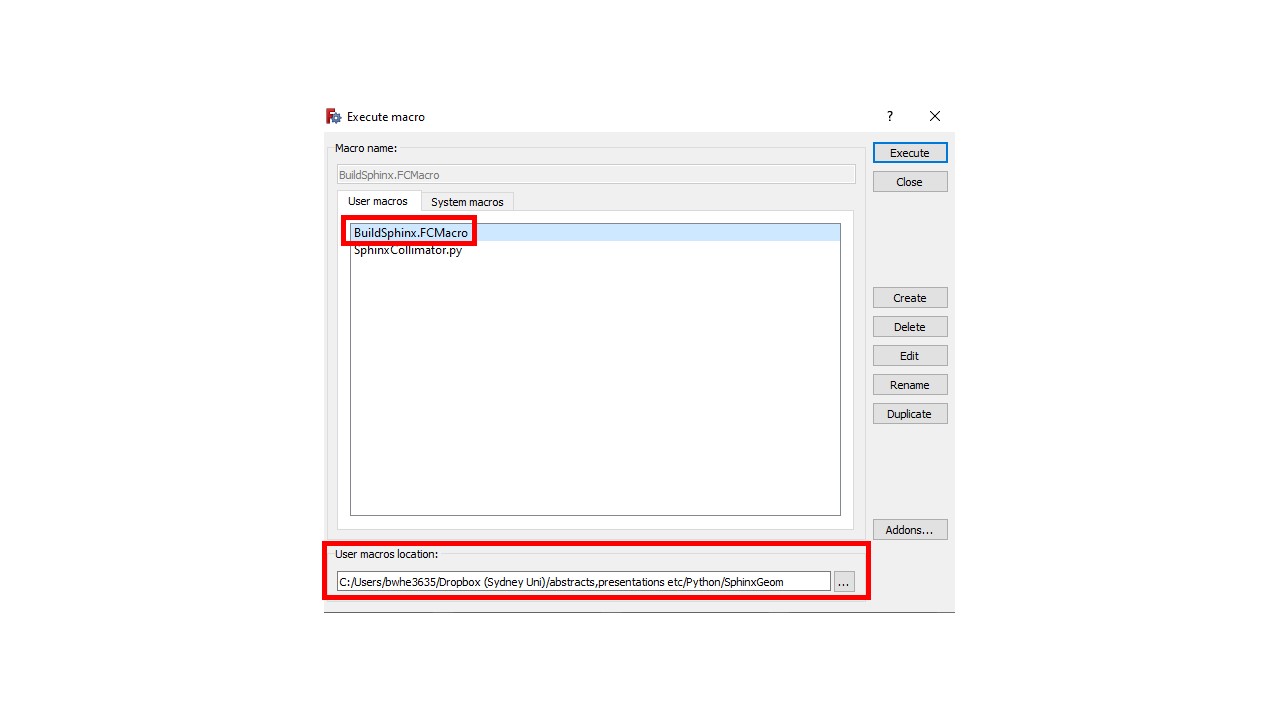 Execute macro
?
Macro name:
Execute
BuildSphinx.FCMacro
Close
User macros
System macros
BuildSphinx.FCMacro
SphinxCollimator.py
Create
Delete
Edit
Rename
Duplicate
Addons...
User macros location:
C:/Users/bwhe3635/Dropbox (Sydney Uni)/abstracts,presentations etc/Python/SphinxGeom
...